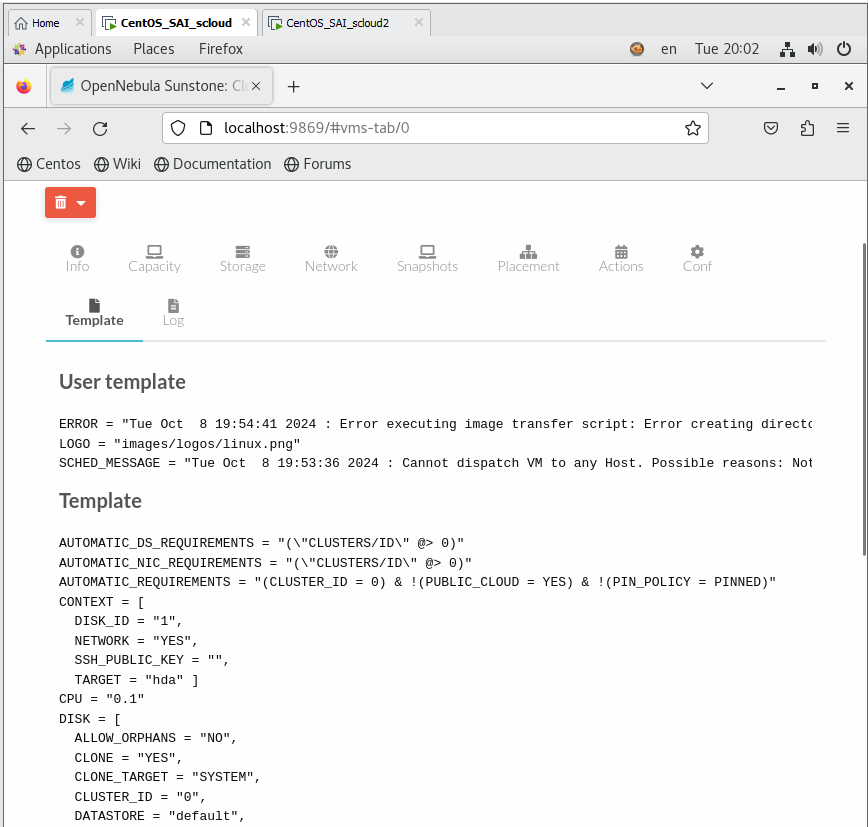 Home
CentOS_SAI_scloud
CentOS_SAI_scloud2
Applications Places Firefox en Tue 20:02
OpenNebula Sunstone: Cl
localhost:9869/#vms-tab/0
Centos Wiki Documentation Forums
Info Capacity Storage Network Snapshots Placement Actions Conf
Template Log
User template
ERROR = "Tue Oct  8 19:54:41 2024 : Error executing image transfer script: Error creating directo
LOGO = "images/logos/linux.png"
SCHED_MESSAGE = "Tue Oct  8 19:53:36 2024 : Cannot dispatch VM to any Host. Possible reasons: Not
Template
AUTOMATIC_DS_REQUIREMENTS = "(\"CLUSTERS/ID\" @> 0)"
AUTOMATIC_NIC_REQUIREMENTS = "(\"CLUSTERS/ID\" @> 0)"
AUTOMATIC_REQUIREMENTS = "(CLUSTER_ID = 0) & !(PUBLIC_CLOUD = YES) & !(PIN_POLICY = PINNED)"
CONTEXT = [
  DISK_ID = "1",
  NETWORK = "YES",
  SSH_PUBLIC_KEY = "",
  TARGET = "hda" ]
CPU = "0.1"
DISK = [
  ALLOW_ORPHANS = "NO",
  CLONE = "YES",
  CLONE_TARGET = "SYSTEM",
  CLUSTER_ID = "0",
  DATASTORE = "default",